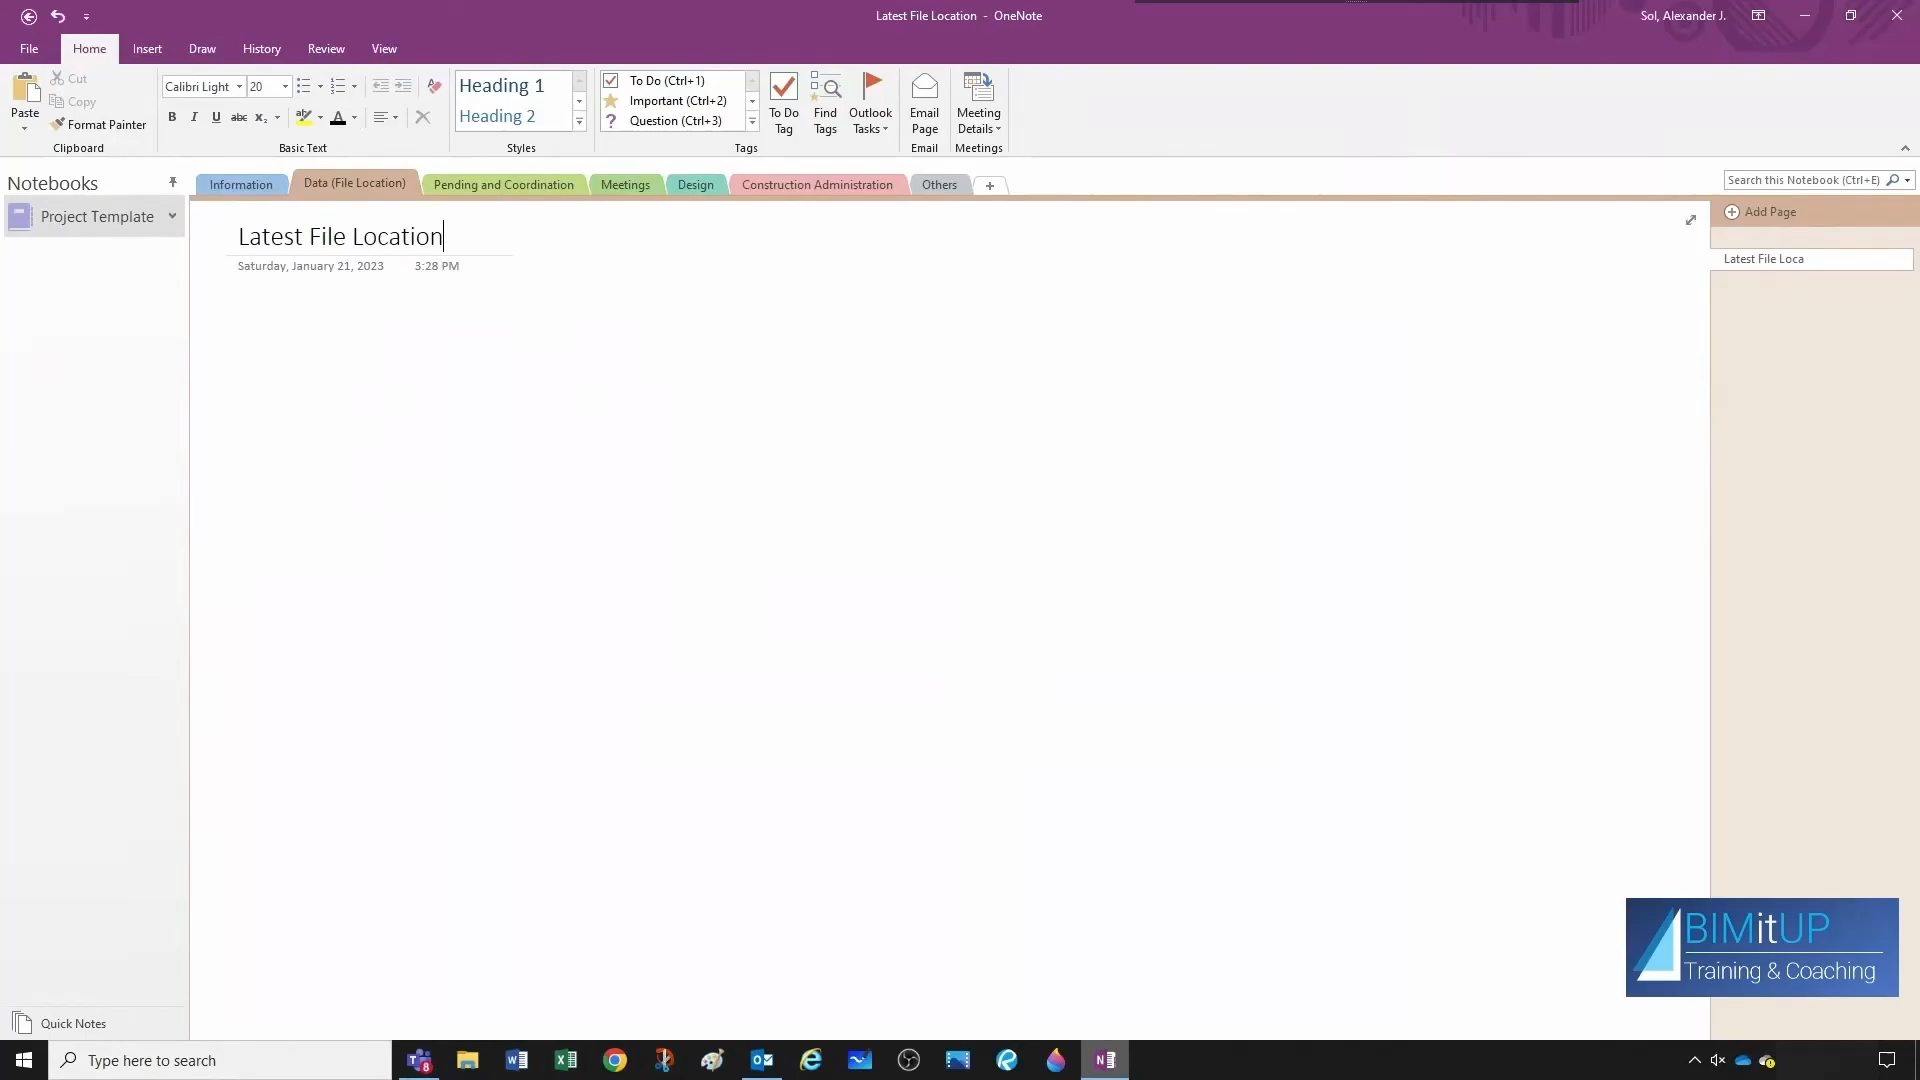 Latest File Location - OneNote
Sol, Alexander J.
File Home Insert Draw History Review View
Paste
Cut
Copy
Format Painter
Clipboard
Calibri Light 20
B I U abc x₂ ab A
Basic Text
Heading 1
Heading 2
Styles
To Do (Ctrl+1)
Important (Ctrl+2)
? Question (Ctrl+3)
Tags
To Do Tag
Find Tags
Outlook Tasks
Email Page
Email
Meeting Details
Meetings
Notebooks
Project Template
Information Data (File Location) Pending and Coordination Meetings Design Construction Administration Others +
Search this Notebook (Ctrl+E)
Add Page
Latest File Loca
Latest File Location
Saturday, January 21, 2023 3:28 PM
BIMitUP
Training & Coaching
Quick Notes
Type here to search
8